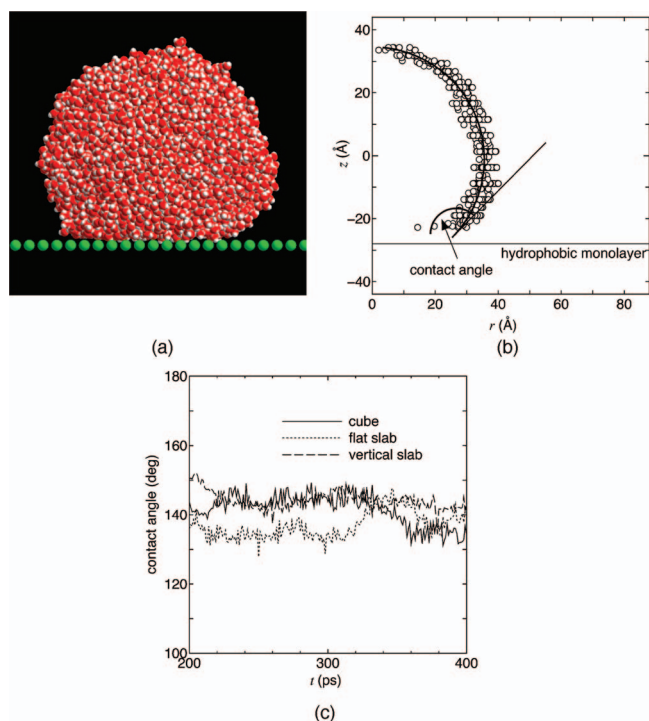 40
20
0
−20
−40
z (Å)
contact angle
hydrophobic monolayer
0 20 40 60 80
r (Å)
(a)
(b)
180
160
140
120
100
contact angle (deg)
cube
flat slab
vertical slab
200 300 400
t (ps)
(c)